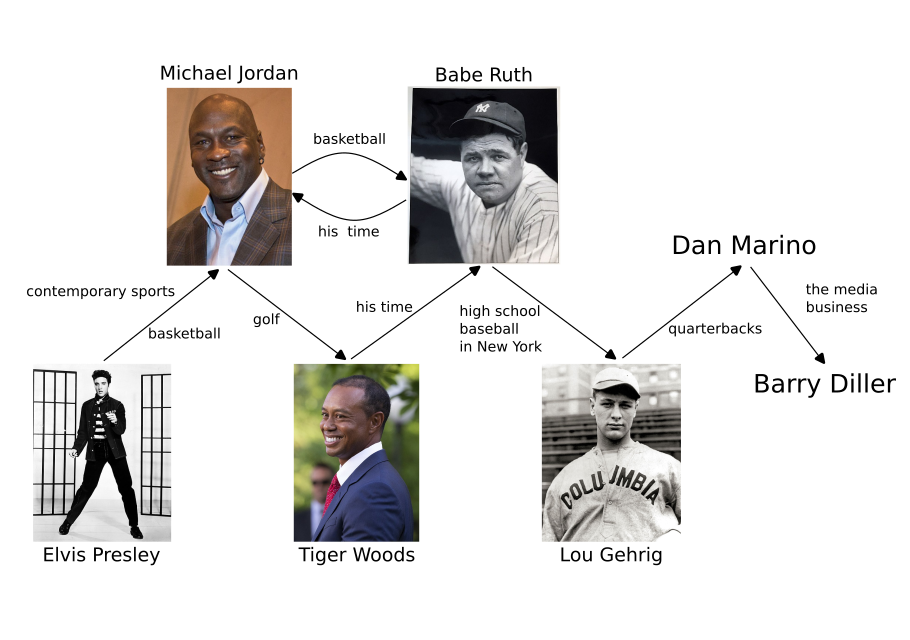 Michael Jordan
Babe Ruth
basketball
his time
Dan Marino
contemporary sports
basketball
golf
his time
high school
baseball
in New York
the media
business
quarterbacks
Barry Diller
COLUMBIA
Elvis Presley
Tiger Woods
Lou Gehrig